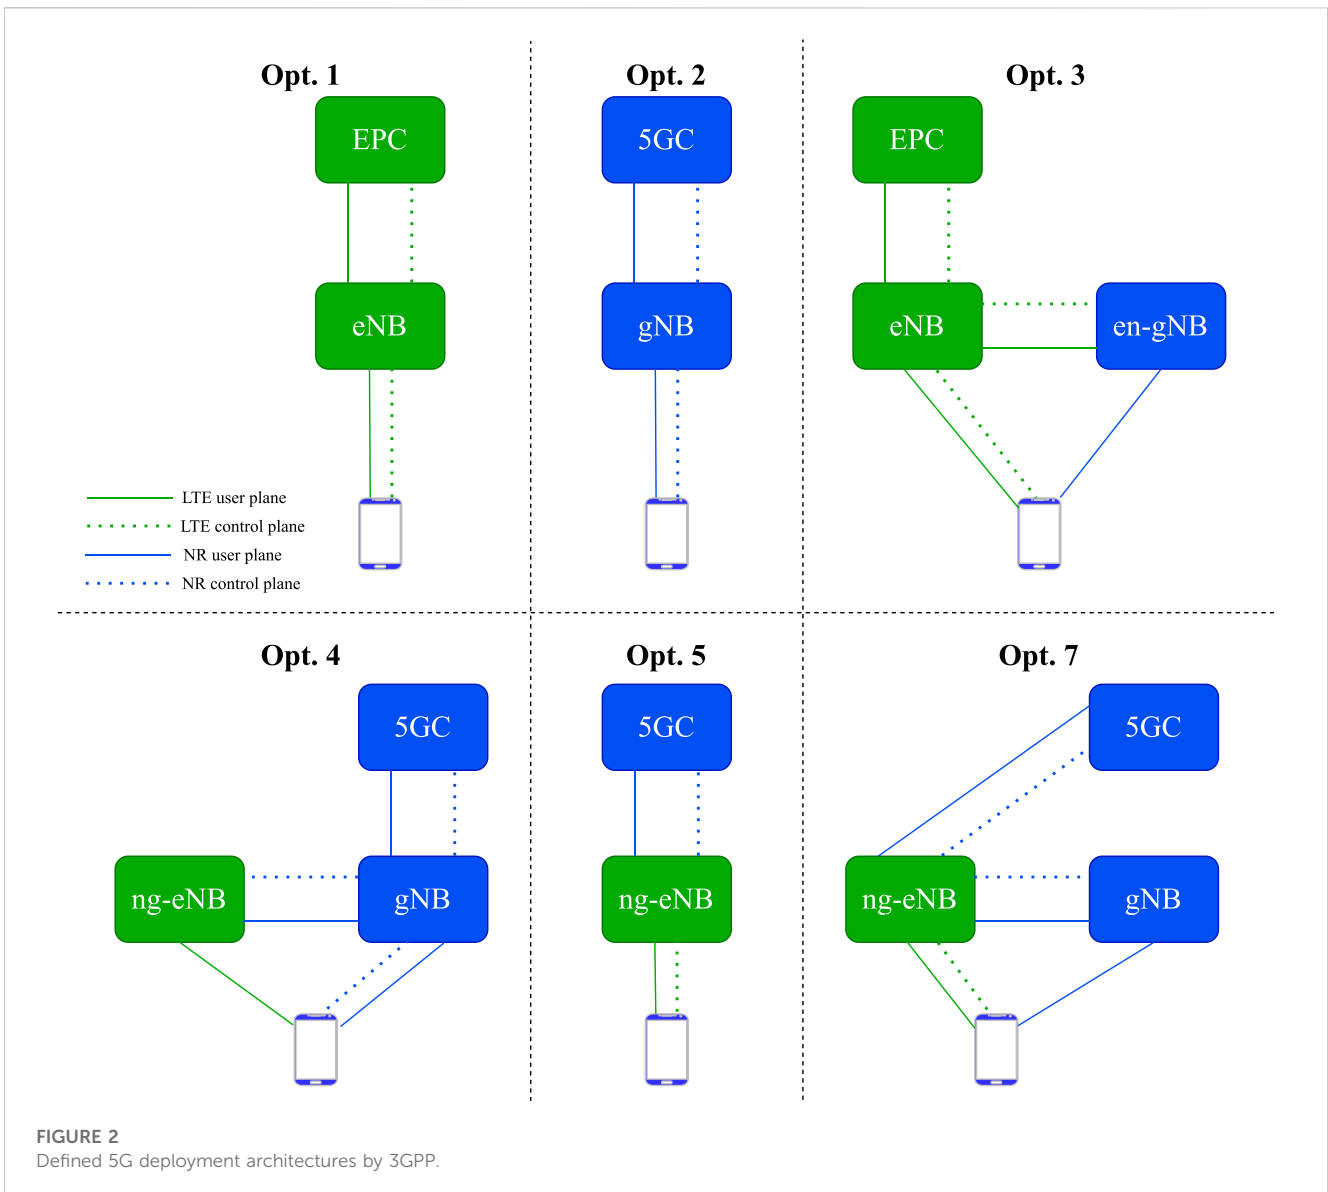 Opt. 1
EPC
eNB
LTE user plane
LTE control plane
NR user plane
NR control plane
Opt. 2
5GC
gNB
Opt. 3
EPC
eNB
en-gNB
Opt. 4
5GC
ng-eNB
gNB
Opt. 5
5GC
ng-eNB
Opt. 7
5GC
ng-eNB
gNB
FIGURE 2
Defined 5G deployment architectures by 3GPP.